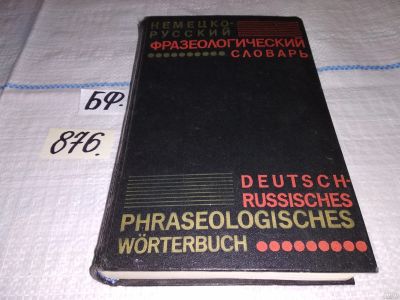 НЕМЕЦКО-
РУССКИЙ
ФРАЗЕОЛОГИЧЕСКИЙ
СЛОВАРЬ
БФ.
876.
DEUTSCH-
RUSSISCHES
PHRASEOLOGISCHES
WÖRTERBUCH